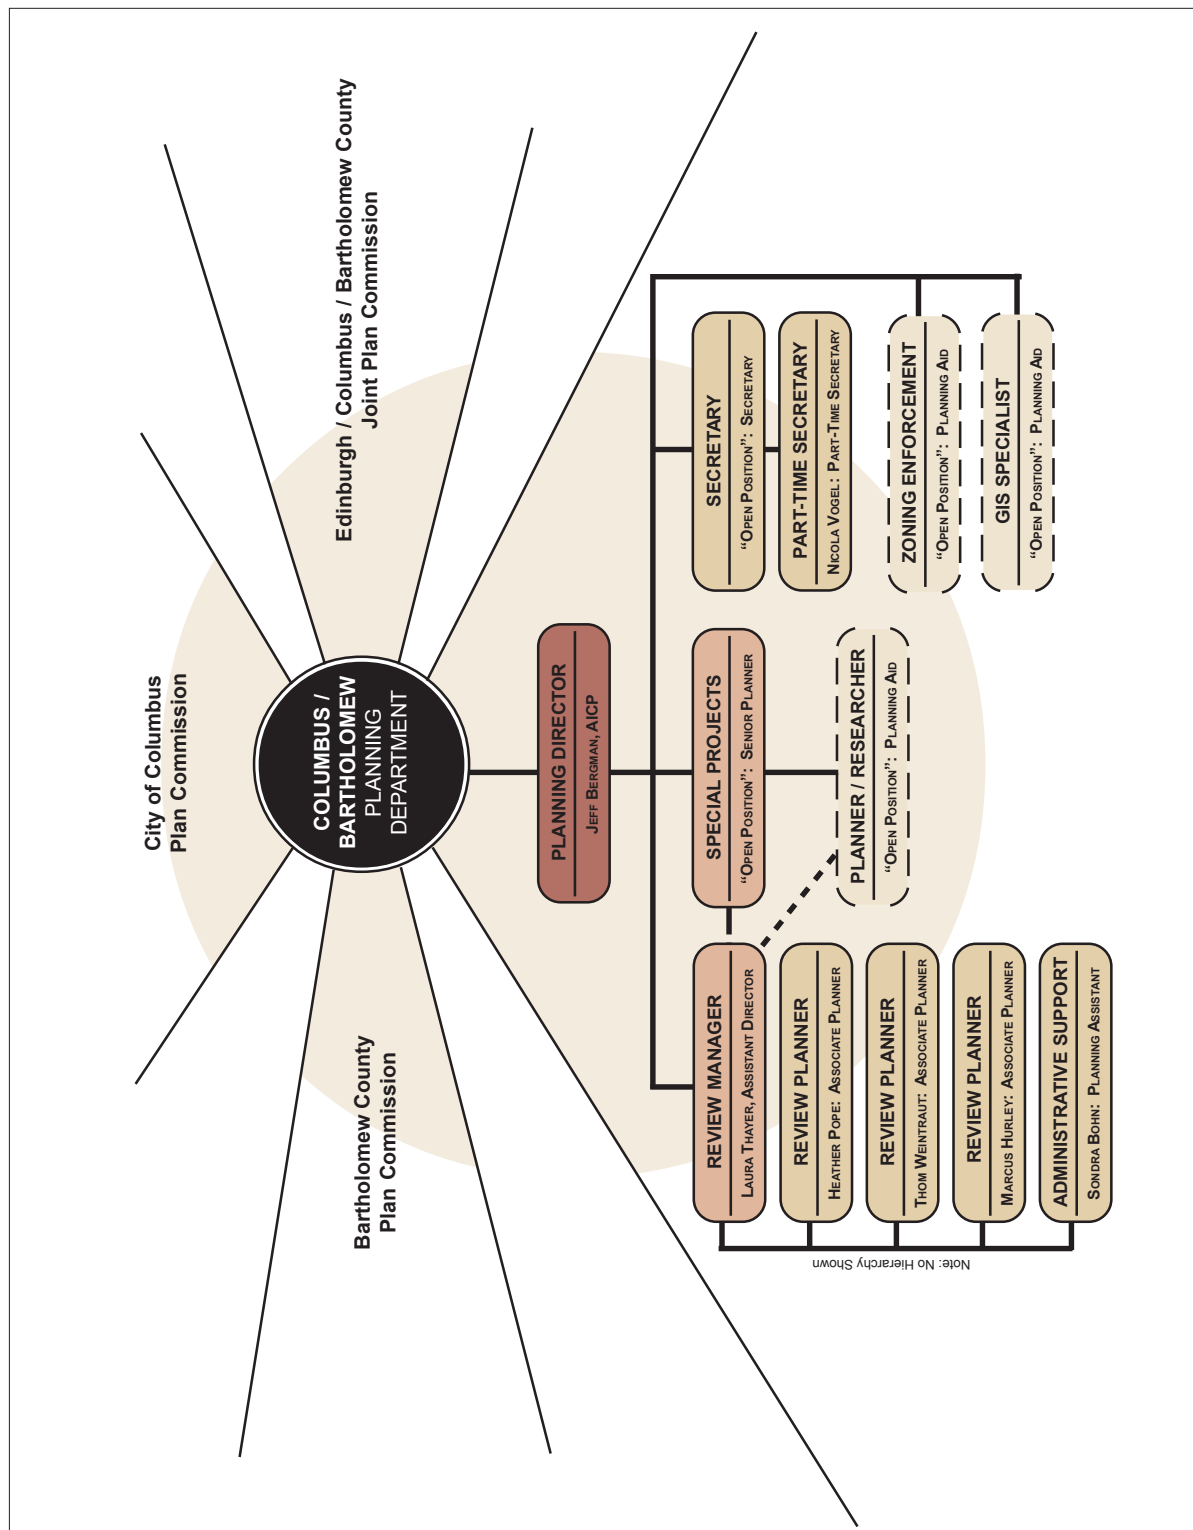 City of Columbus
Plan Commission
Bartholomew County
Plan Commission
Edinburgh / Columbus / Bartholomew County
Joint Plan Commission
COLUMBUS /
BARTHOLOMEW
PLANNING
DEPARTMENT
PLANNING DIRECTOR
JEFF BERGMAN, AICP
REVIEW MANAGER
LAURA THAYER, ASSISTANT DIRECTOR
REVIEW PLANNER
HEATHER POPE: ASSOCIATE PLANNER
REVIEW PLANNER
THOM WEINTRAUT: ASSOCIATE PLANNER
REVIEW PLANNER
MARCUS HURLEY: ASSOCIATE PLANNER
ADMINISTRATIVE SUPPORT
SONDRA BOHN: PLANNING ASSISTANT
Note: No Hierarchy Shown
SPECIAL PROJECTS
“OPEN POSITION”: SENIOR PLANNER
PLANNER / RESEARCHER
“OPEN POSITION”: PLANNING AID
SECRETARY
“OPEN POSITION”: SECRETARY
PART-TIME SECRETARY
NICOLA VOGEL: PART-TIME SECRETARY
ZONING ENFORCEMENT
“OPEN POSITION”: PLANNING AID
GIS SPECIALIST
“OPEN POSITION”: PLANNING AID